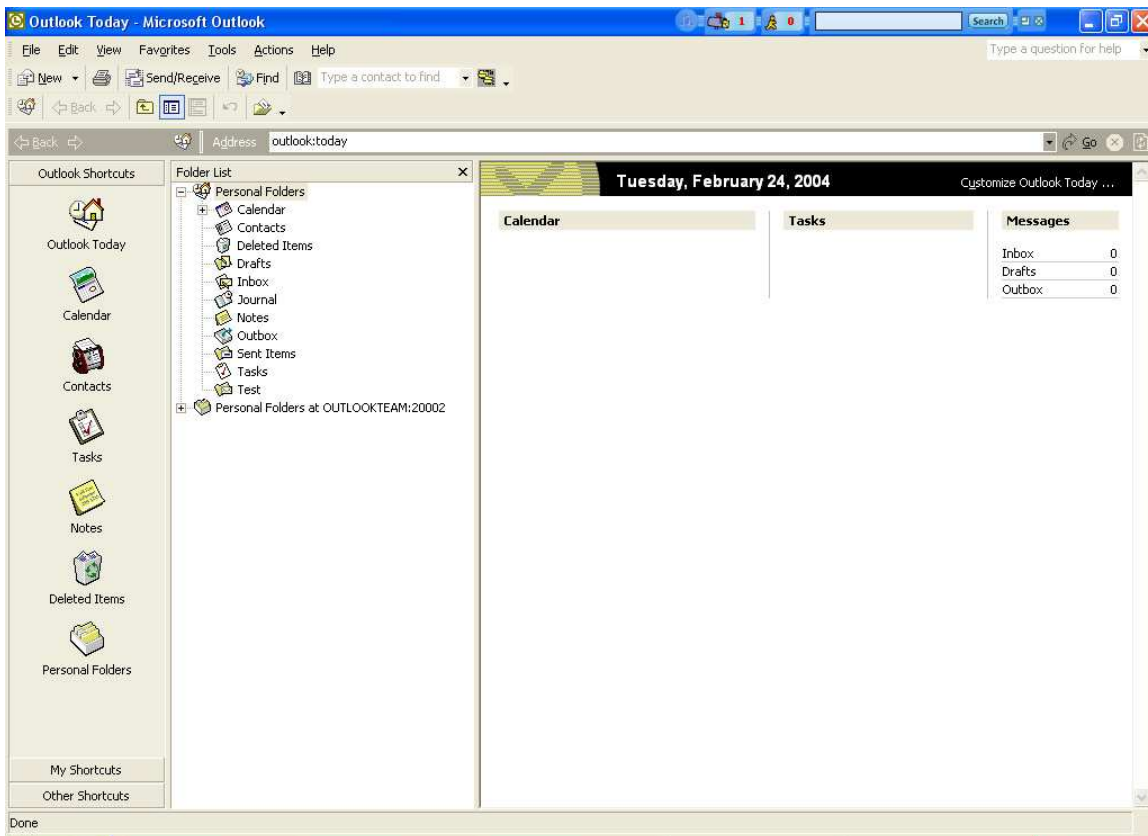 Outlook Today - Microsoft Outlook
1 0 Search
File Edit View Favorites Tools Actions Help Type a question for help
New Send/Receive Find Type a contact to find
Back
Back Address outlook:today Go
Outlook Shortcuts
Outlook Today
Calendar
Contacts
Tasks
Notes
Deleted Items
Personal Folders
My Shortcuts
Other Shortcuts
Folder List
Personal Folders
Calendar
Contacts
Deleted Items
Drafts
Inbox
Journal
Notes
Outbox
Sent Items
Tasks
Test
Personal Folders at OUTLOOKTEAM:20002
Tuesday, February 24, 2004 Customize Outlook Today ...
Calendar Tasks Messages
Inbox 0
Drafts 0
Outbox 0
Done